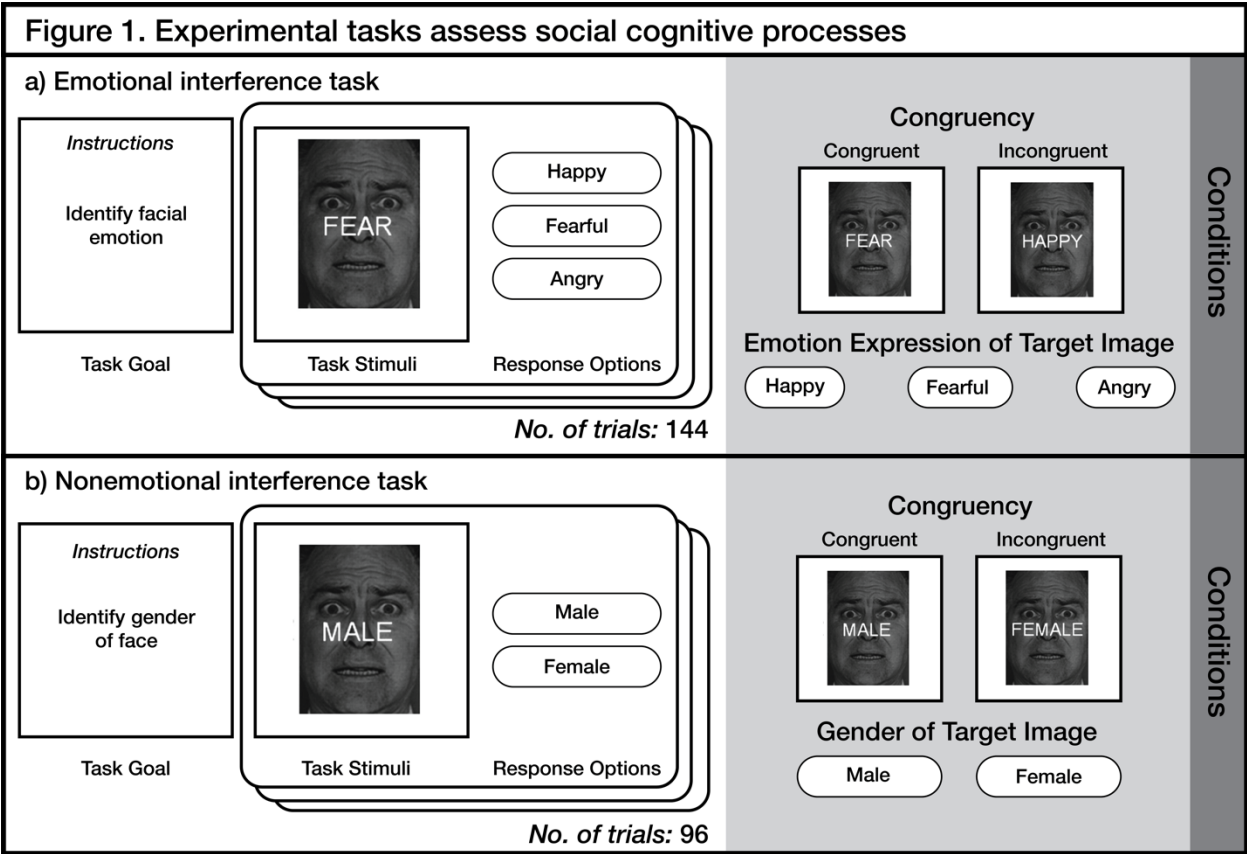 Figure 1. Experimental tasks assess social cognitive processes
a) Emotional interference task
Instructions
Identify facial
emotion
Task Goal
FEAR
Task Stimuli
Happy
Fearful
Angry
Response Options
No. of trials: 144
Congruency
Congruent
Incongruent
FEAR
HAPPY
Emotion Expression of Target Image
Happy
Fearful
Angry
Conditions
b) Nonemotional interference task
Instructions
Identify gender
of face
Task Goal
MALE
Task Stimuli
Male
Female
Response Options
No. of trials: 96
Congruency
Congruent
Incongruent
MALE
FEMALE
Gender of Target Image
Male
Female
Conditions